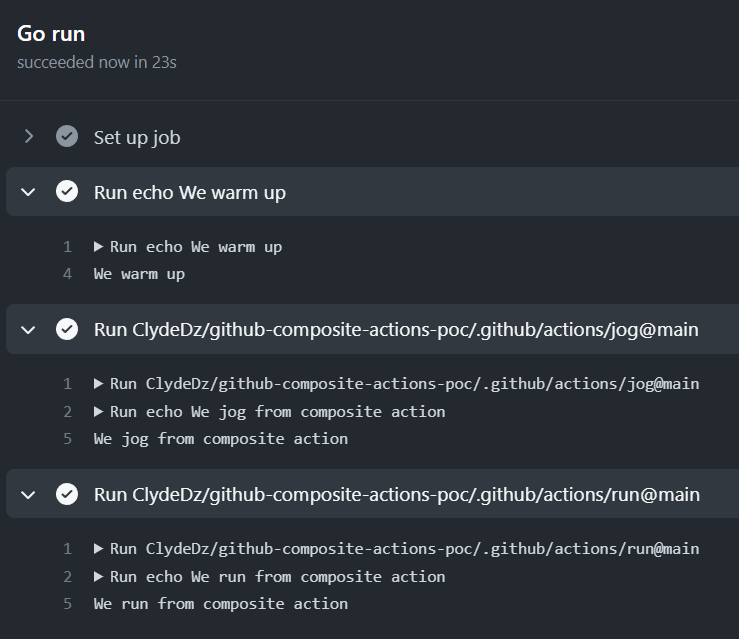 Go run
succeeded now in 23s
Set up job
Run echo We warm up
1 Run echo We warm up
4 We warm up
Run ClydeDz/github-composite-actions-poc/.github/actions/jog@main
1 Run ClydeDz/github-composite-actions-poc/.github/actions/jog@main
2 Run echo We jog from composite action
5 We jog from composite action
Run ClydeDz/github-composite-actions-poc/.github/actions/run@main
1 Run ClydeDz/github-composite-actions-poc/.github/actions/run@main
2 Run echo We run from composite action
5 We run from composite action